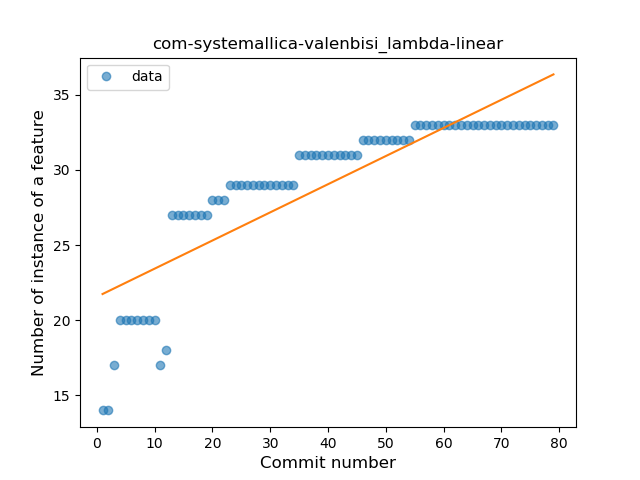 com-systemallica-valenbisi_lambda-linear
data
Number of instance of a feature
35
30
25
20
15
0 10 20 30 40 50 60 70 80
Commit number